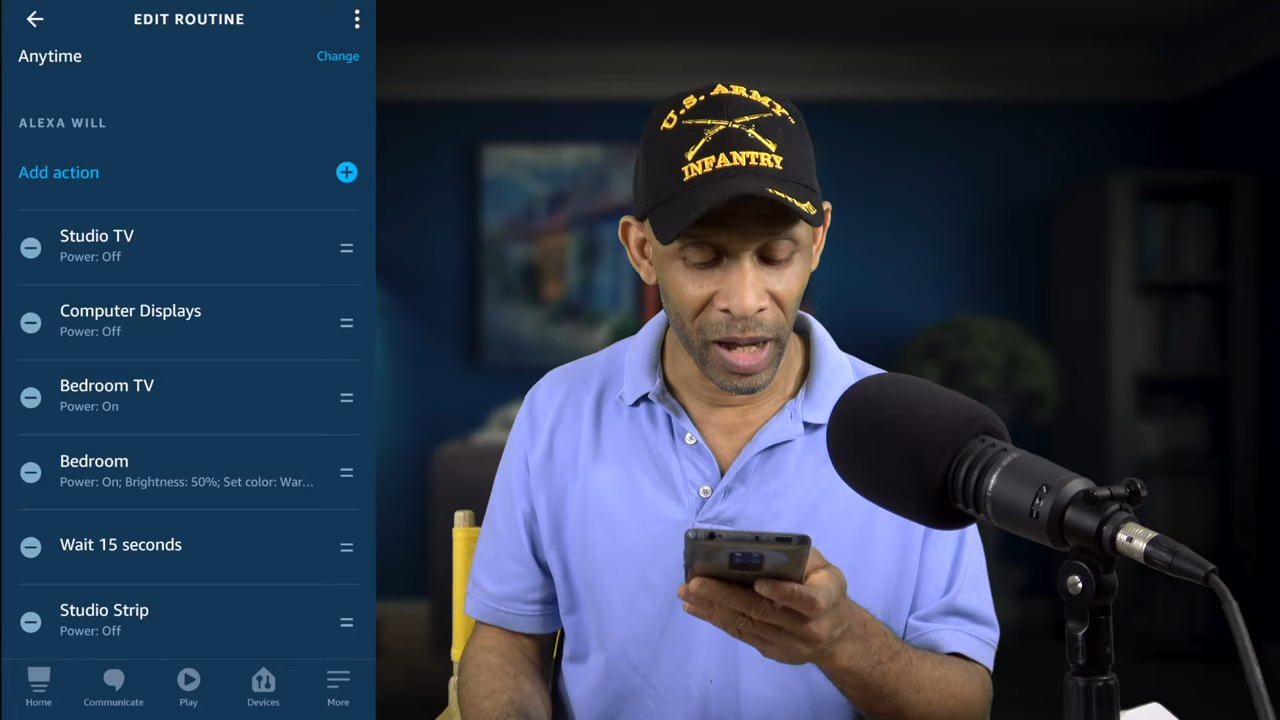 EDIT ROUTINE
Anytime
Change
ALEXA WILL
Add action
Studio TV
Power: Off
Computer Displays
Power: Off
Bedroom TV
Power: On
Bedroom
Power: On; Brightness: 50%; Set color: War...
Wait 15 seconds
Studio Strip
Power: Off
Home
Communicate
Play
Devices
More
U.S. ARMY
INFANTRY